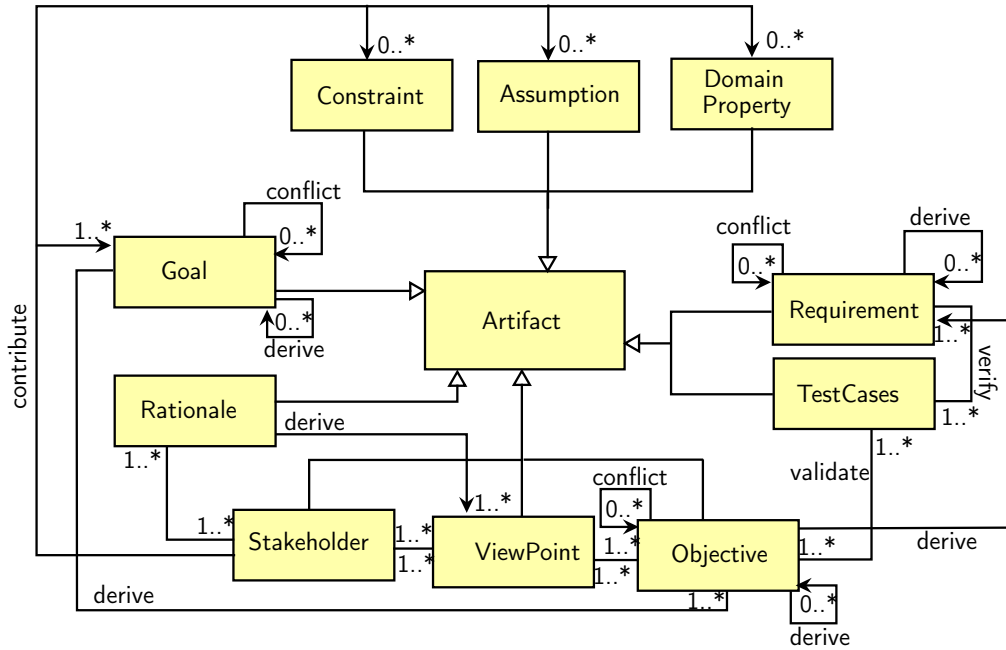 0..*
0..*
0..*
Constraint
Assumption
Domain
Property
conflict
1..*
0..*
Goal
0..*
derive
conflict
derive
0..*
0..*
Requirement
1..*
Artifact
contribute
verify
Rationale
derive
1..*
TestCases
1..*
1..*
validate
conflict
0..*
1..*
1..*
Stakeholder
1..*
1..*
ViewPoint
1..*
1..*
Objective
1..*
derive
derive
1..*
0..*
derive